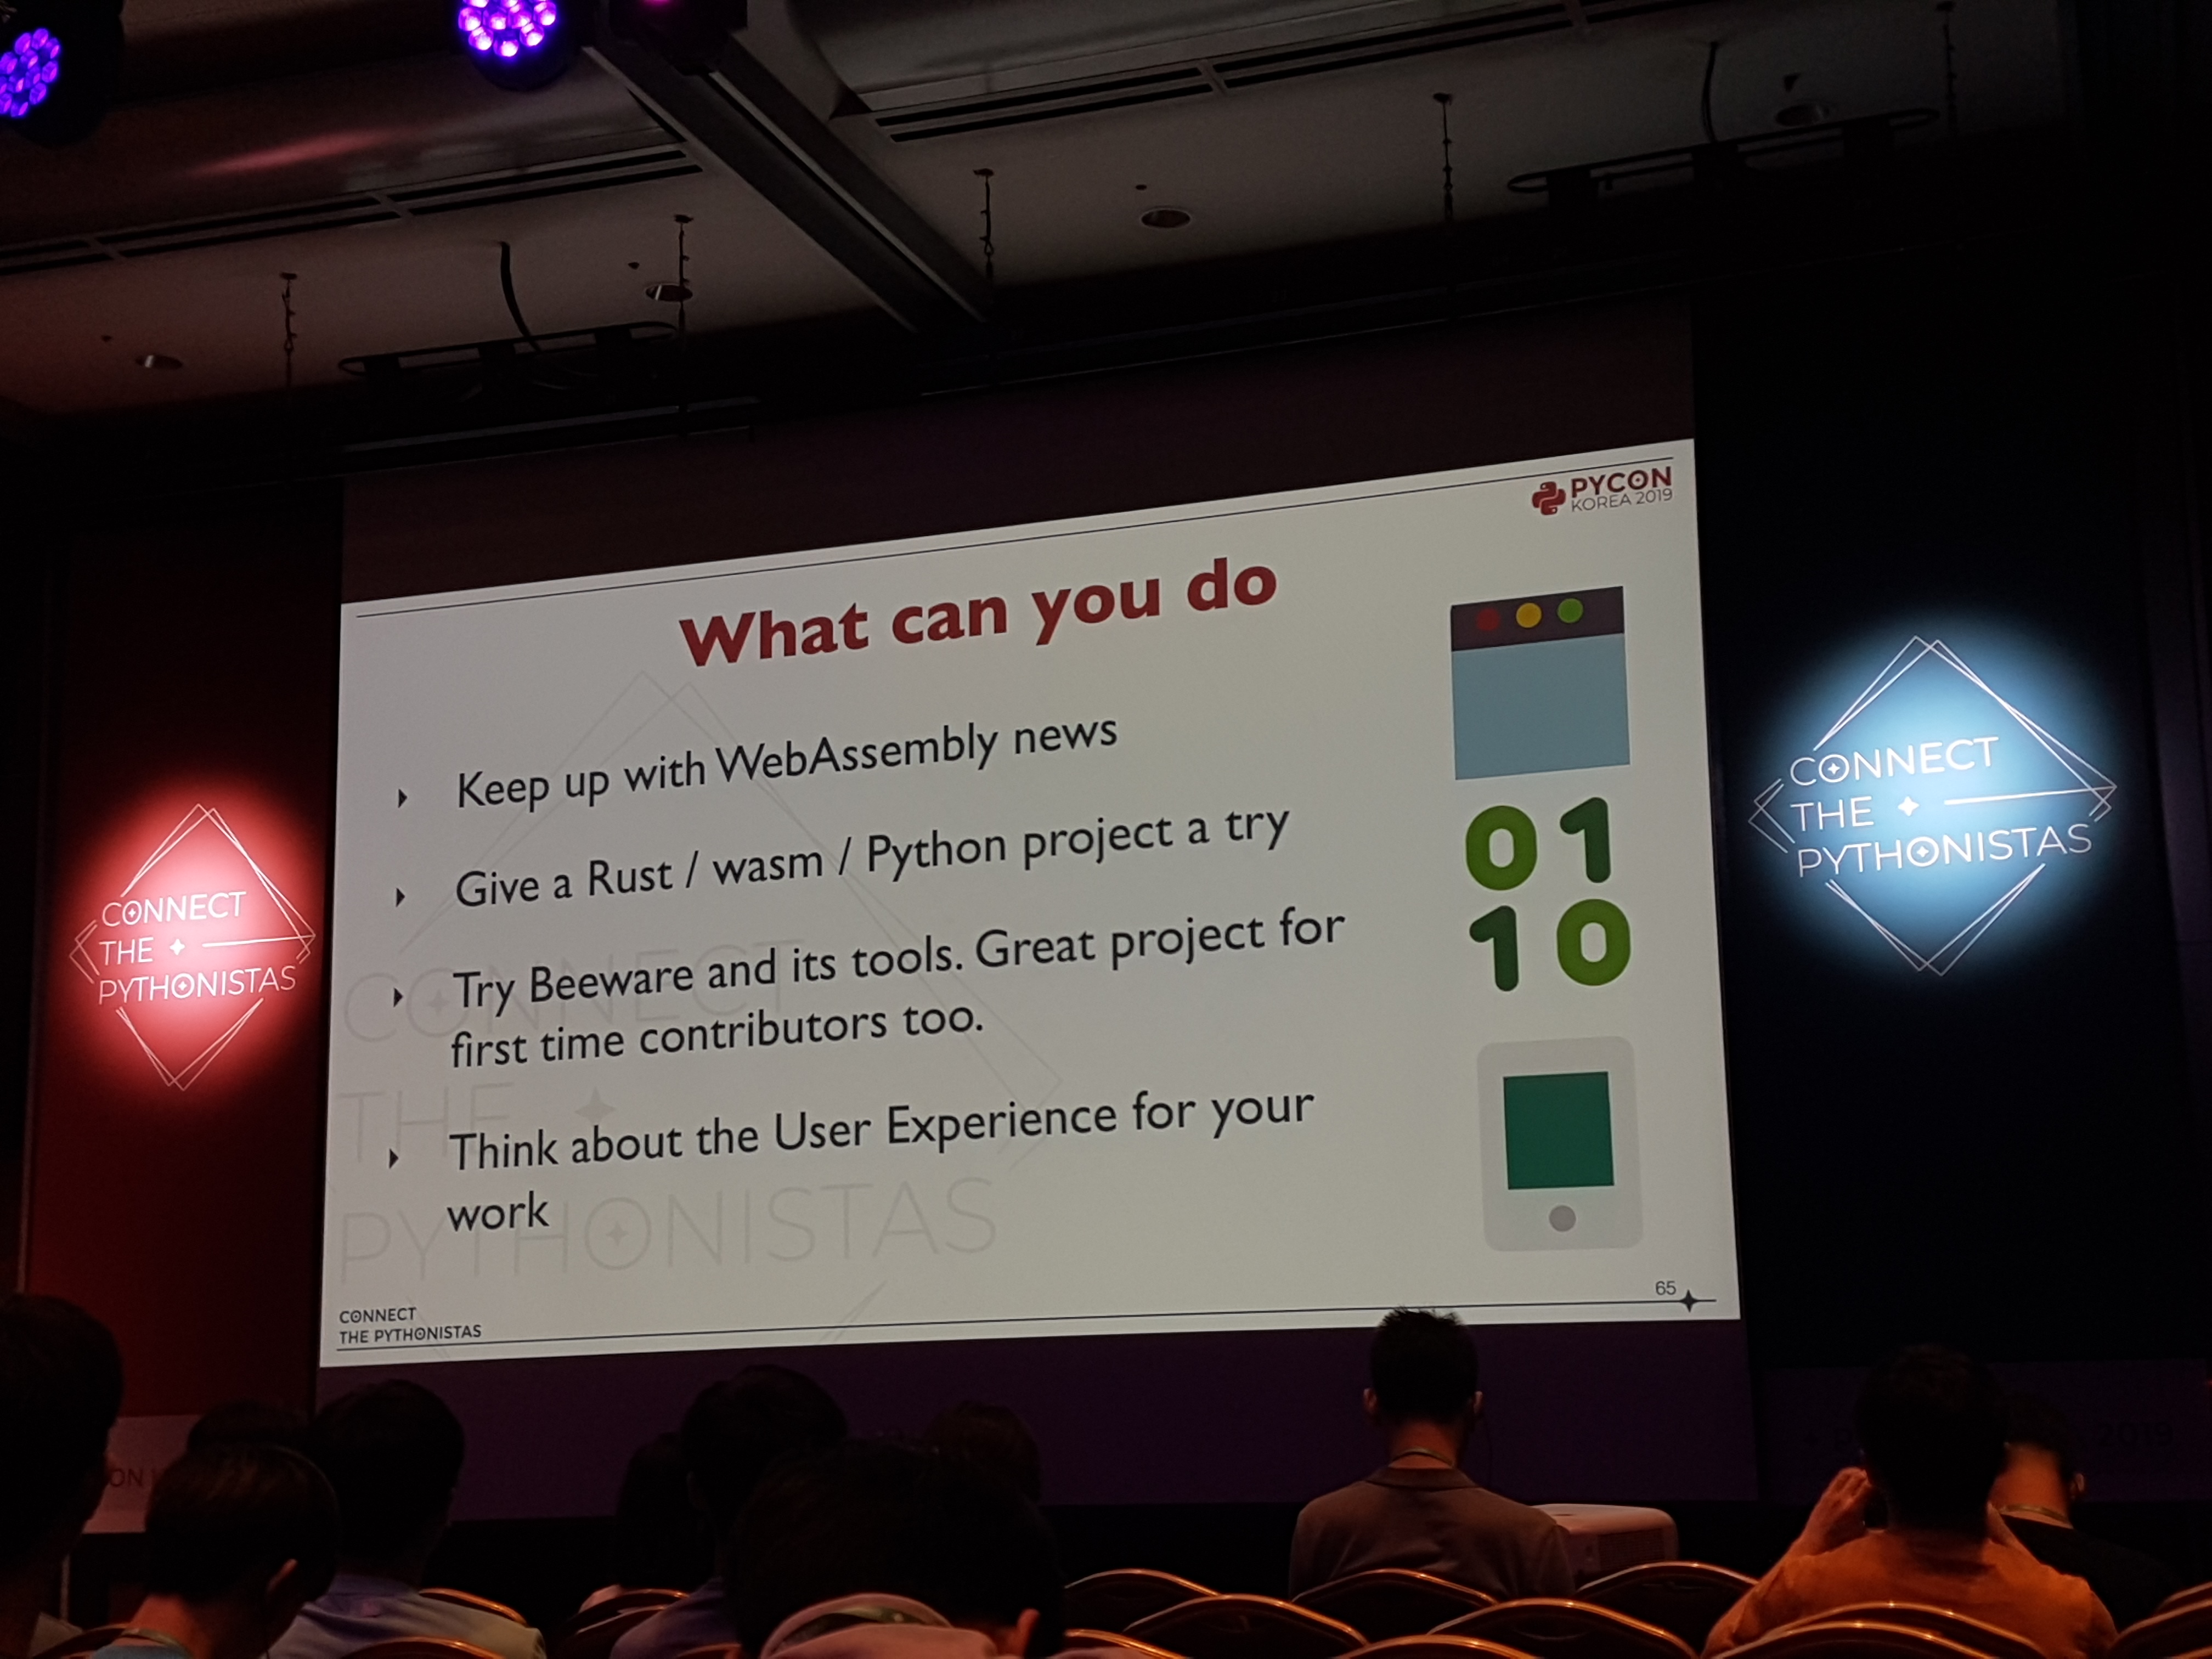 PYCON
KOREA 2019
What can you do
Keep up with WebAssembly news
Give a Rust / wasm / Python project a try
Try Beeware and its tools. Great project for
first time contributors too.
Think about the User Experience for your
work
01
10
CONNECT
THE
PYTHONISTAS
65
CONNECT
THE PYTHONISTAS
CONNECT
THE
PYTHONISTAS
CONNECT
THE
PYTHONISTAS
ON
2019